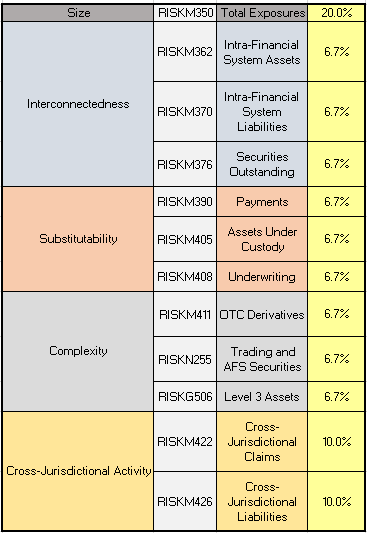 Size RISKM350 Total Exposures 20.0%
Interconnectedness
RISKM362 Intra-Financial
System Assets 6.7%
RISKM370 Intra-Financial
System
Liabilities 6.7%
RISKM376 Securities
Outstanding 6.7%
Substitutability
RISKM390 Payments 6.7%
RISKM405 Assets Under
Custody 6.7%
RISKM408 Underwriting 6.7%
Complexity
RISKM411 OTC Derivatives 6.7%
RISKN255 Trading and
AFS Securities 6.7%
RISKG506 Level 3 Assets 6.7%
Cross-Jurisdictional Activity
RISKM422 Cross-
Jurisdictional
Claims 10.0%
RISKM426 Cross-
Jurisdictional
Liabilities 10.0%